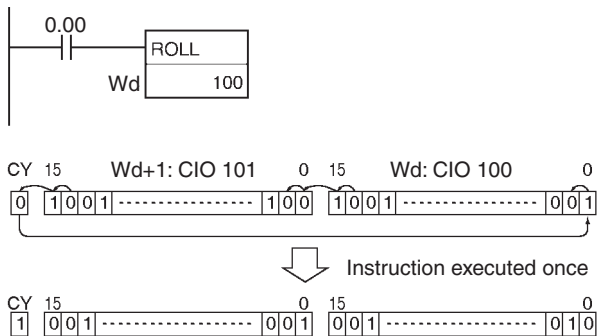 0.00
ROLL
Wd 100
CY 15 Wd+1: CIO 101 0 15 Wd: CIO 100 0
0 1 0 0 1 1 0 0 1 0 0 1 0 0 1
Instruction executed once
CY 15 0 15 0
1 0 0 1 0 0 1 0 0 1 0 1 0